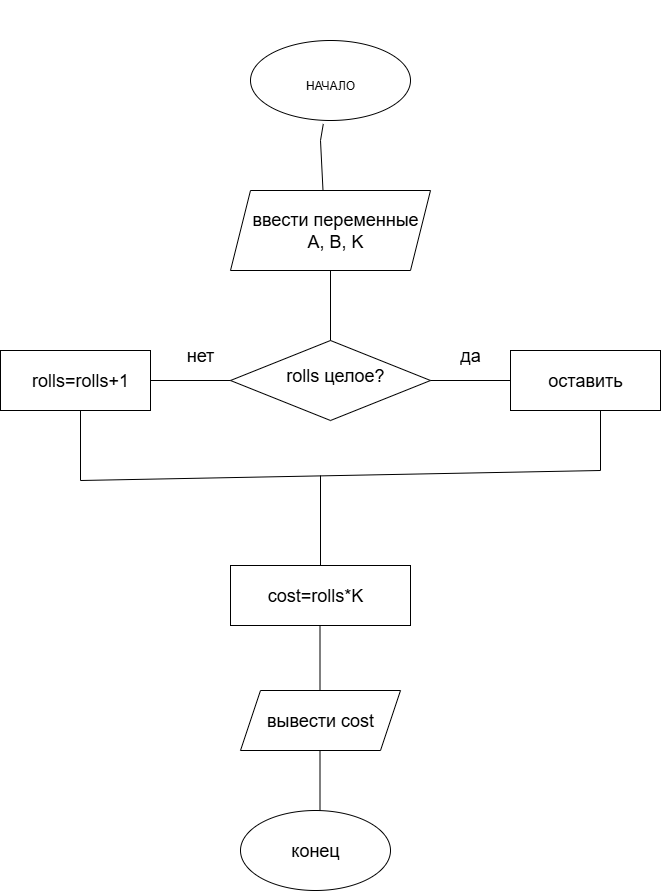 НАЧАЛО
ввести переменные
A, B, K
нет
да
rolls=rolls+1
rolls целое?
оставить
cost=rolls*K
вывести cost
конец